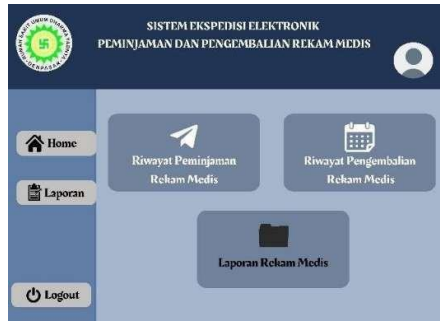 SISTEM EKSPEDISI ELEKTRONIK
PEMINJAMAN DAN PENGEMBALIAN REKAM MEDIS
Home
Laporan
Logout
Riwayat Peminjaman
Rekam Medis
Riwayat Pengembalian
Rekam Medis
Laporan Rekam Medis